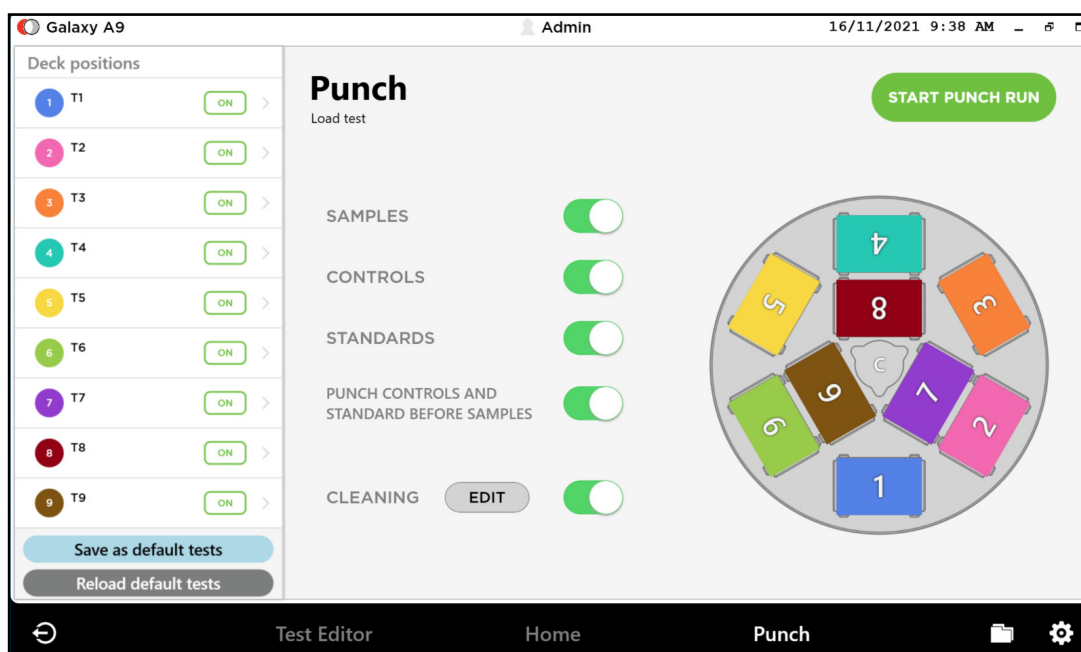 Galaxy A9
Admin
16/11/2021 9:38 AM
Deck positions
1 T1 ON
2 T2 ON
3 T3 ON
4 T4 ON
5 T5 ON
6 T6 ON
7 T7 ON
8 T8 ON
9 T9 ON
Save as default tests
Reload default tests
Punch
Load test
START PUNCH RUN
SAMPLES
CONTROLS
STANDARDS
PUNCH CONTROLS AND
STANDARD BEFORE SAMPLES
CLEANING EDIT
4
5
8
3
C
6
9
7
2
1
Test Editor
Home
Punch